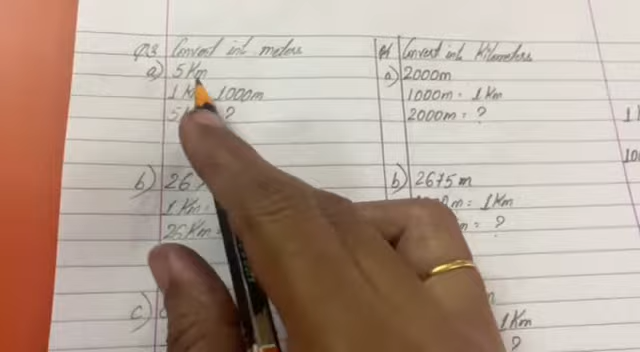 Q3 Convert into meters
a) 5 Km
1 Km 1000m
5 ?
b) 26
1 Km =
26 Km =
c)
Q4 Convert into Kilometers
a) 2000m
1000m = 1 Km
2000m = ?
b) 2675 m
= 1 Km
m = ?
1 Km
?